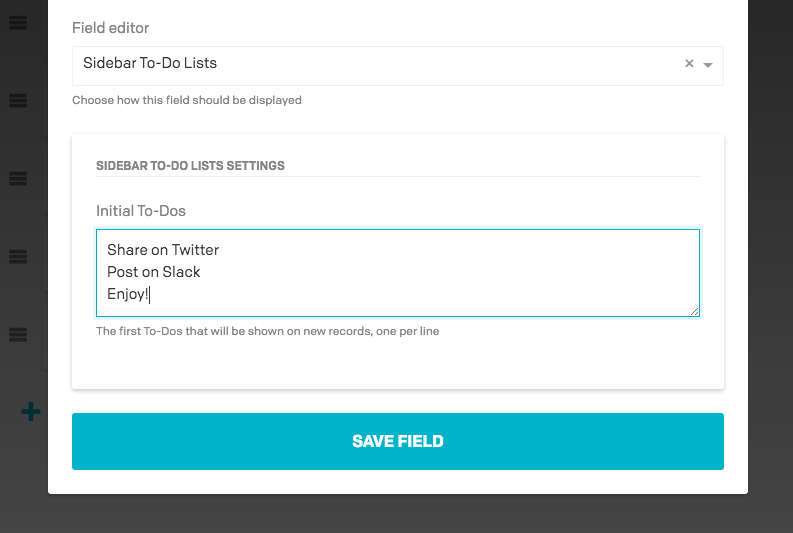 Field editor
Sidebar To-Do Lists
Choose how this field should be displayed
SIDEBAR TO-DO LISTS SETTINGS
Initial To-Dos
Share on Twitter
Post on Slack
Enjoy!
The first To-Dos that will be shown on new records, one per line
SAVE FIELD